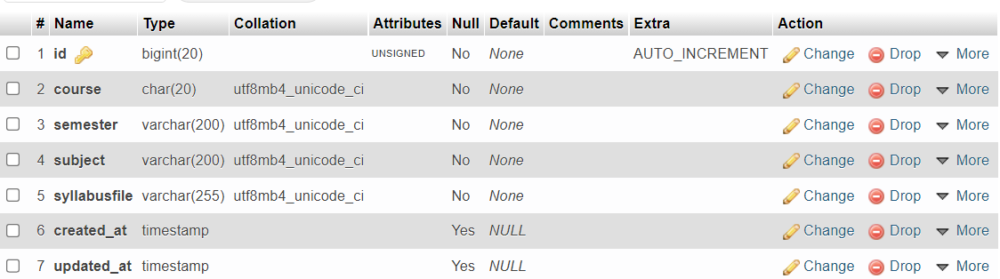 # Name Type Collation Attributes Null Default Comments Extra Action
1 id bigint(20) UNSIGNED No None AUTO_INCREMENT Change Drop More
2 course char(20) utf8mb4_unicode_ci No None Change Drop More
3 semester varchar(200) utf8mb4_unicode_ci No None Change Drop More
4 subject varchar(200) utf8mb4_unicode_ci No None Change Drop More
5 syllabusfile varchar(255) utf8mb4_unicode_ci No None Change Drop More
6 created_at timestamp Yes NULL Change Drop More
7 updated_at timestamp Yes NULL Change Drop More